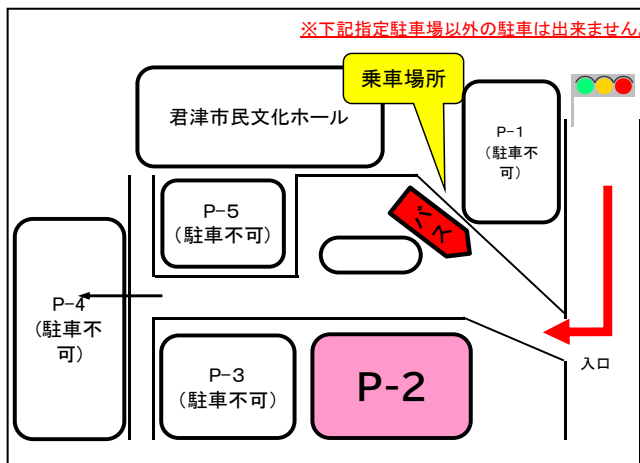 ※下記指定駐車場以外の駐車は出来ません。
乗車場所
君津市民文化ホール
P-1
(駐車不
可)
P-5
(駐車不可)
バス
P-4
(駐車不
可)
入口
P-3
(駐車不可)
P-2